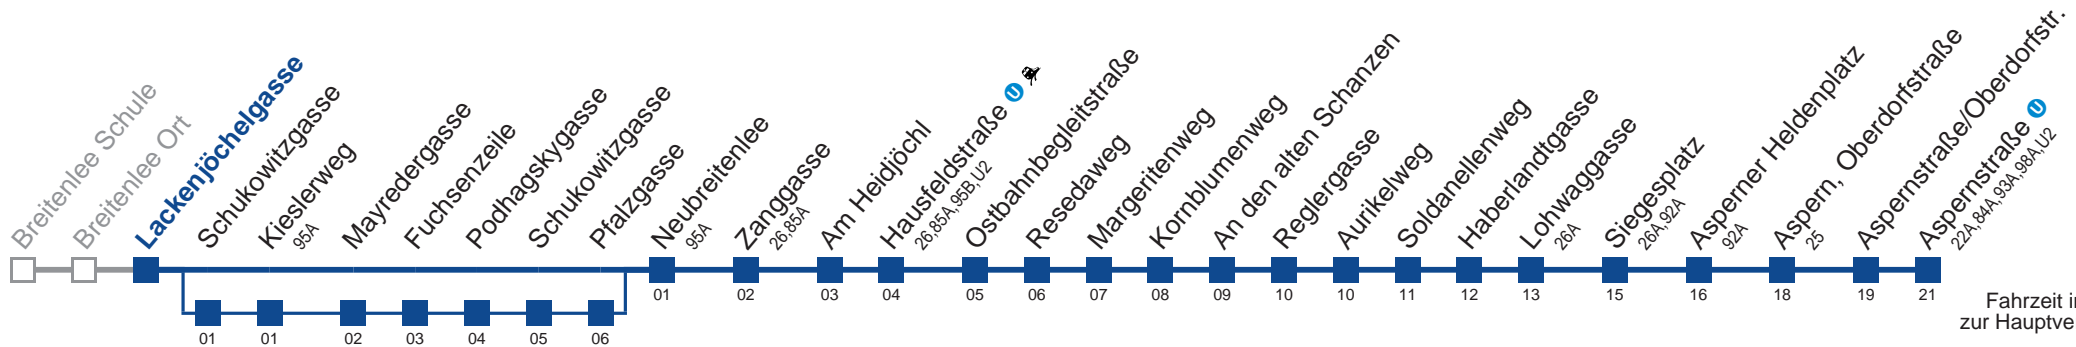 Breitenlee Schule
Breitenlee Ort
Lackenjöchelgasse
Schukowitzgasse
Kieslerweg
95A
Mayredergasse
Fuchsenzeile
Podhagskygasse
Schukowitzgasse
Pfalzgasse
Neubreitenlee
95A
Zanggasse
26,85A
Am Heidjöchl
Hausfeldstraße U
26,85A,95B,U2
Ostbahnbegleitstraße
Resedaweg
Margeritenweg
Kornblumenweg
An den alten Schanzen
Reglergasse
Aurikelweg
Soldanellenweg
Haberlandtgasse
Lohwaggasse
26A
Siegesplatz
26A,92A
Asperner Heldenplatz
92A
Aspern, Oberdorfstraße
25
Aspernstraße/Oberdorfstr.
Aspernstraße U
22A,84A,93A,98A,U2
01 02 03 04 05 06 07 08 09 10 10 11 12 13 15 16 18 19 21
01 01 02 03 04 05 06
Fahrzeit i
zur Hauptve